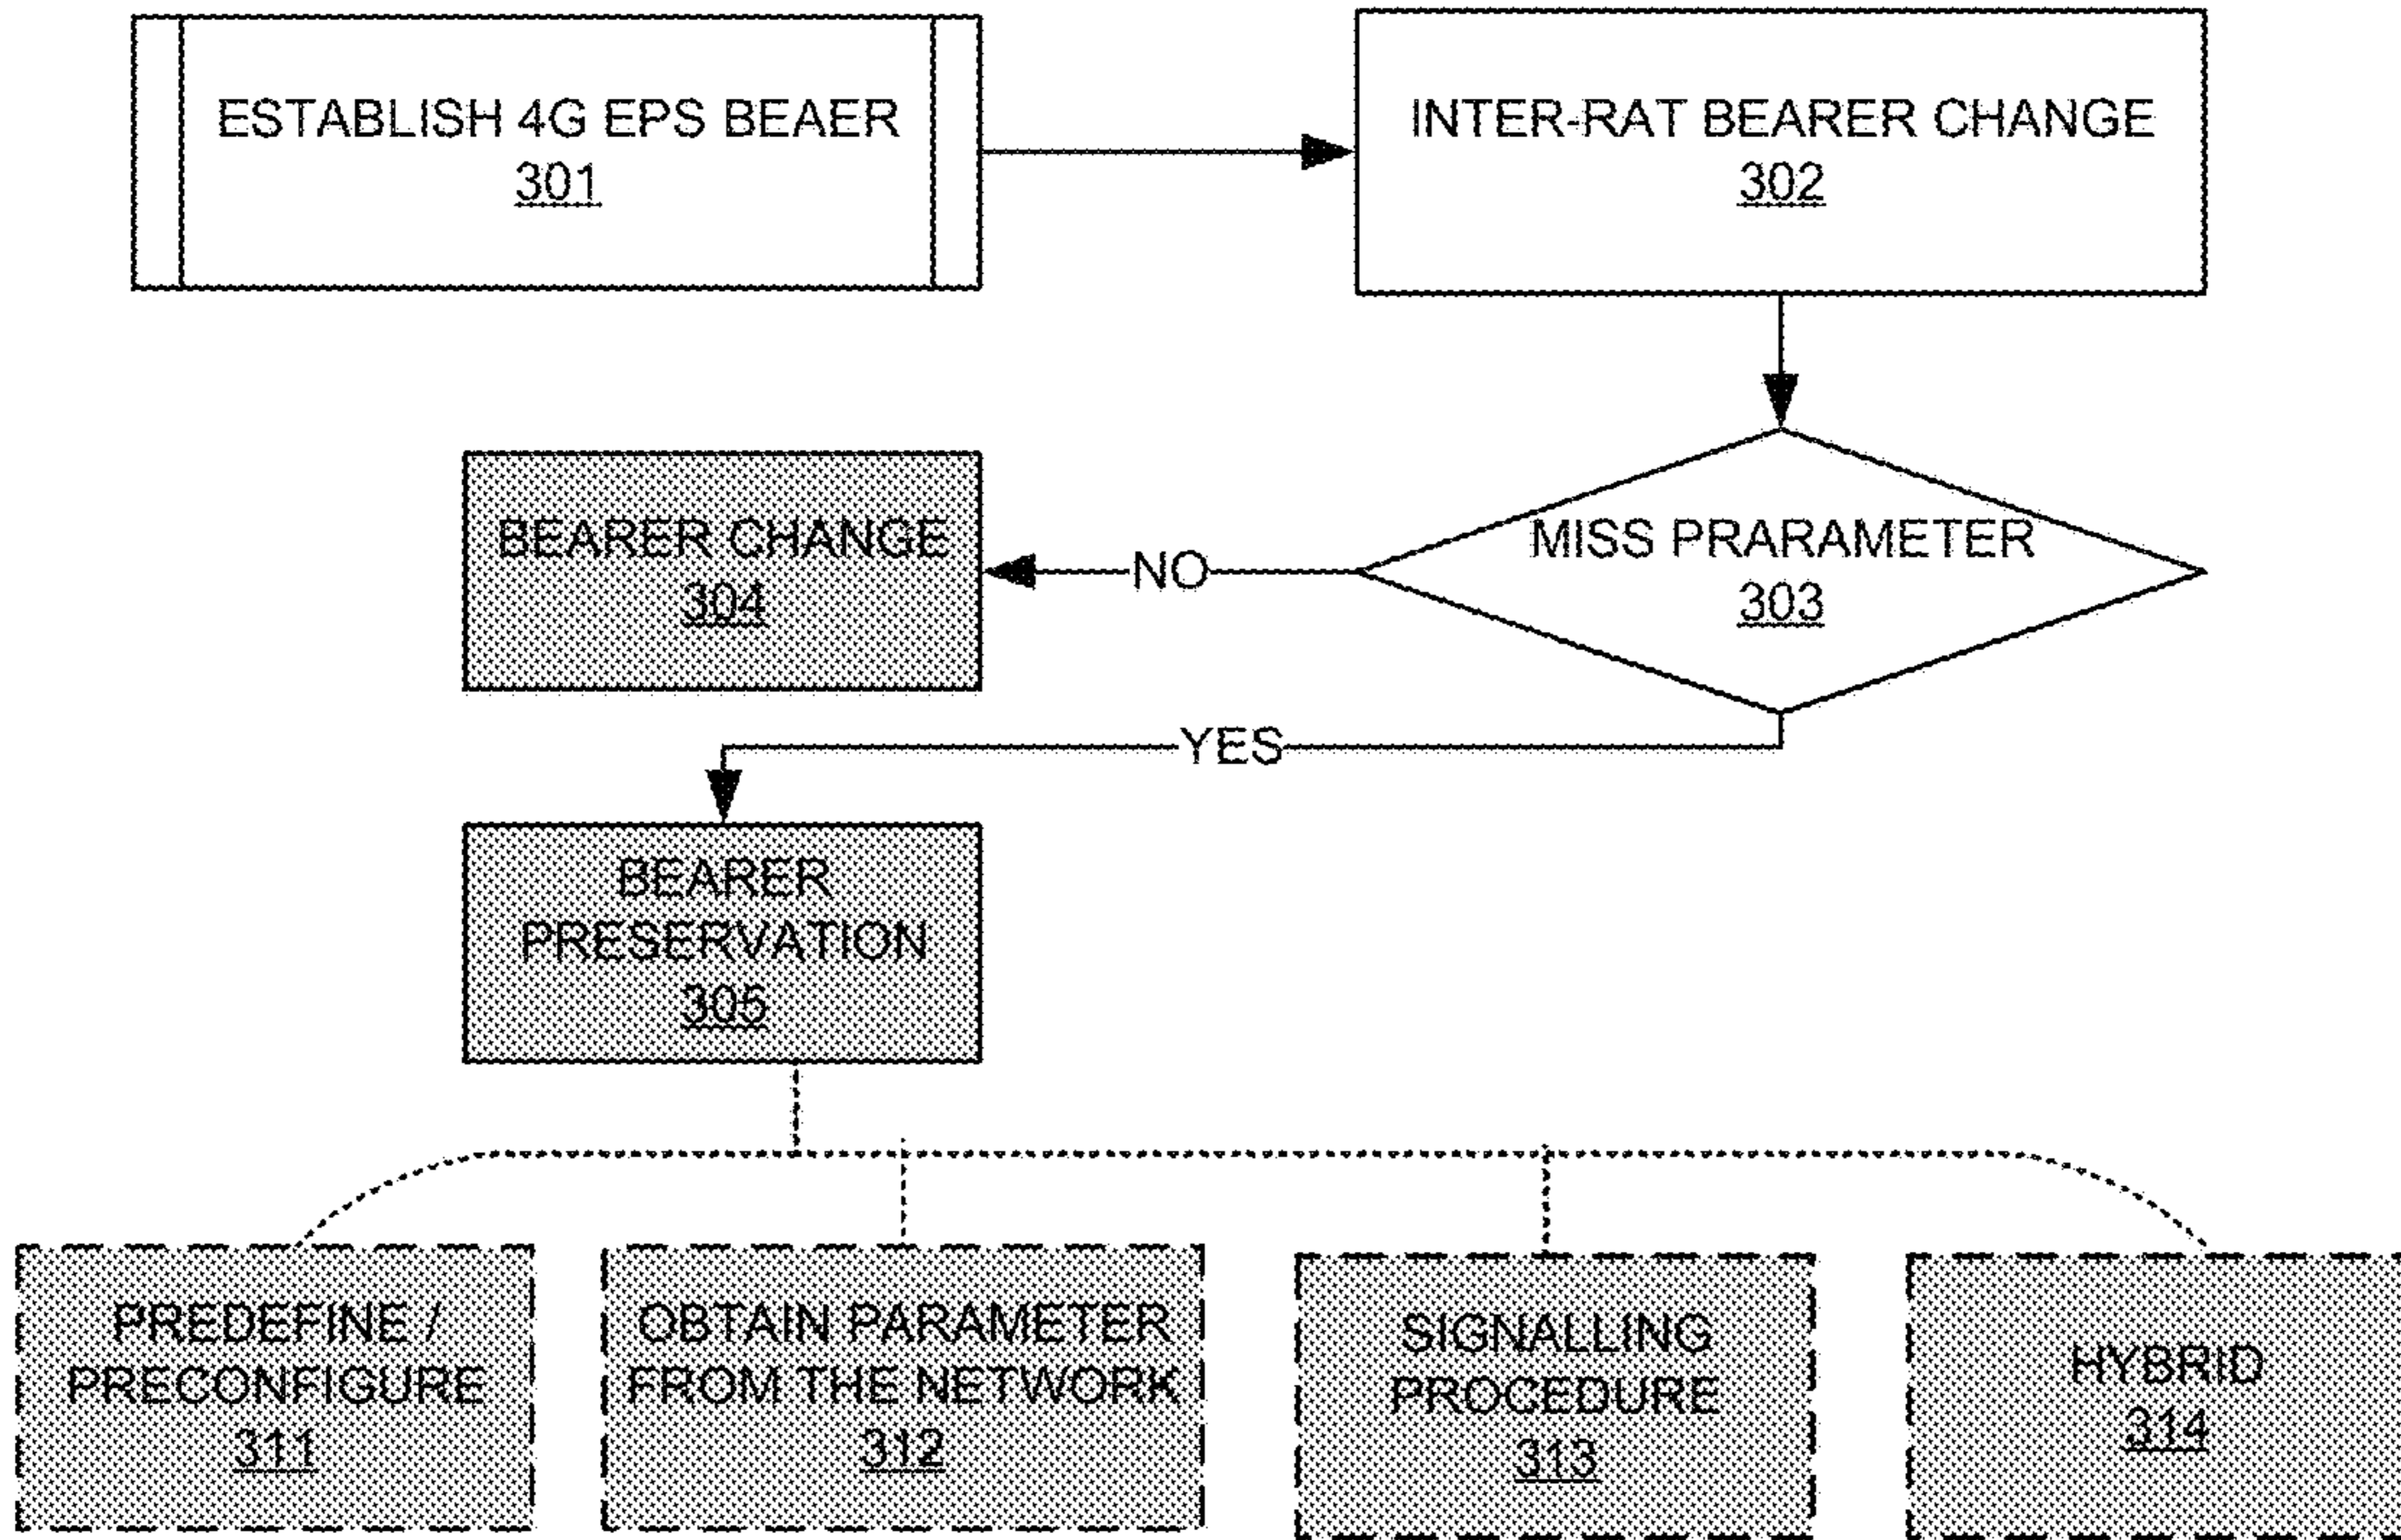 ESTABLISH 4G EPS BEAER
301
INTER-RAT BEARER CHANGE
302
MISS PRARAMETER
303
NO
BEARER CHANGE
304
YES
BEARER
PRESERVATION
305
PREDEFINE /
PRECONFIGURE
311
OBTAIN PARAMETER
FROM THE NETWORK
312
SIGNALLING
PROCEDURE
313
HYBRID
314